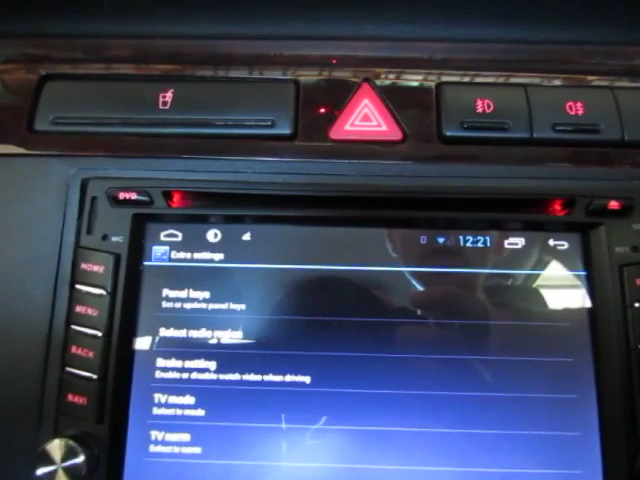 DVD
MIC
12:21
Extra settings
HOME
MENU
BACK
NAVI
Panel keys
Set or update panel keys
Select radio region
Brake setting
Enable or disable watch video when driving
TV mode
Select tv mode
TV norm
Select tv norm